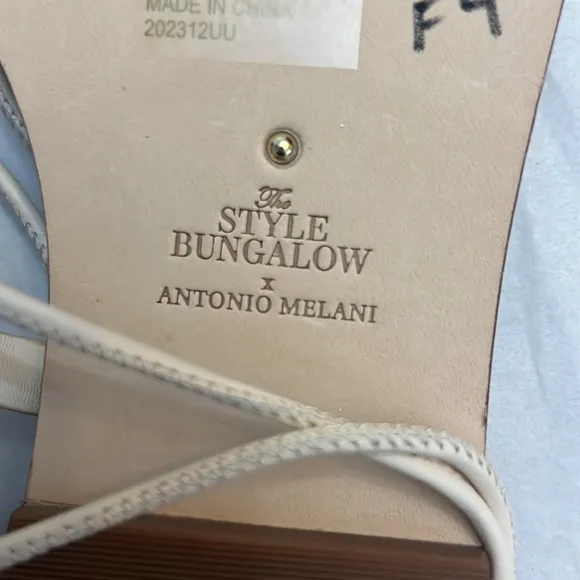 MADE IN CHINA
202312UU
F4
The
STYLE
BUNGALOW
x
ANTONIO MELANI